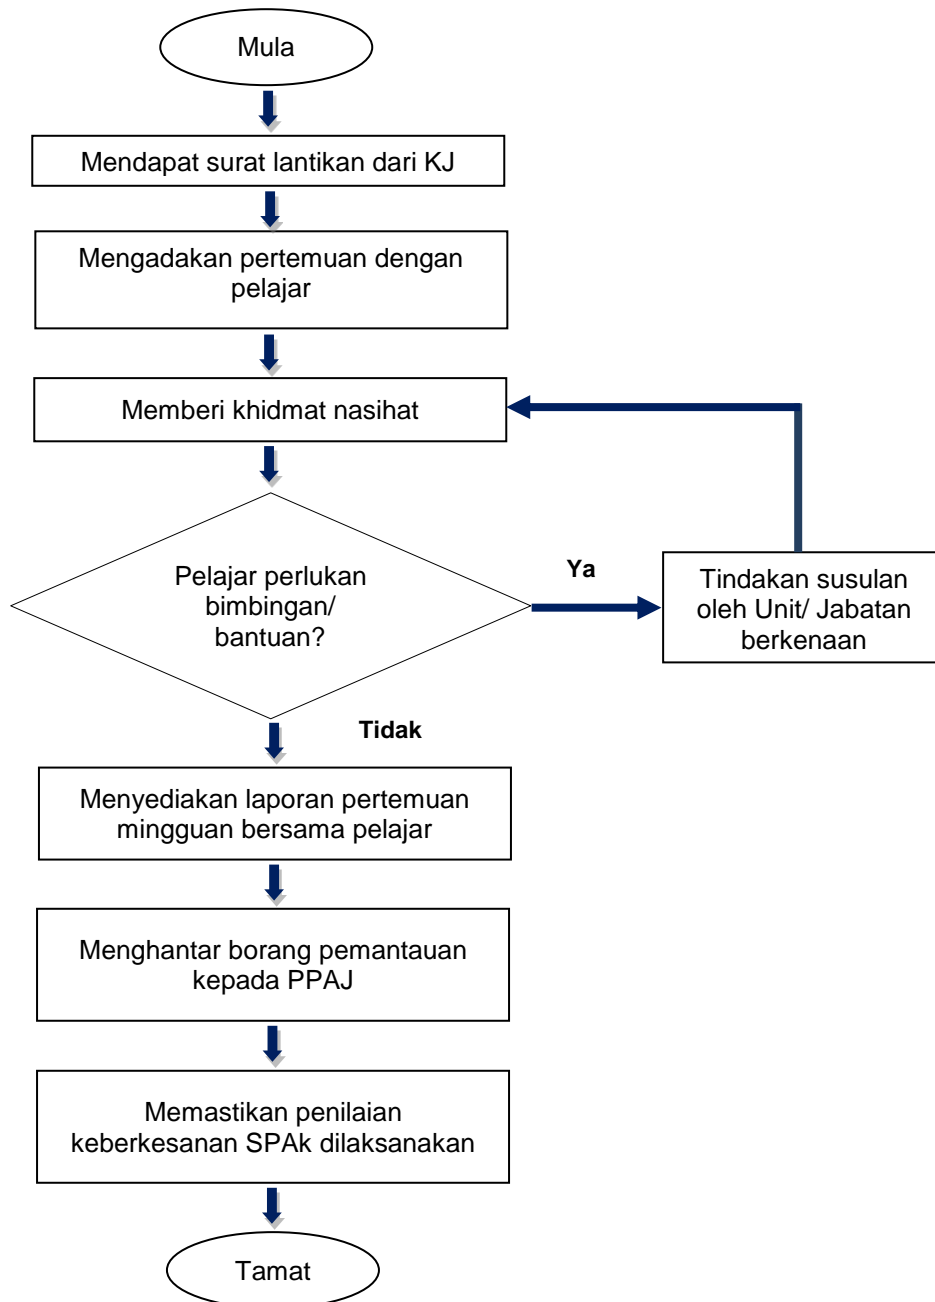 Mula
Mendapat surat lantikan dari KJ
Mengadakan pertemuan dengan
pelajar
Memberi khidmat nasihat
Pelajar perlukan
bimbingan/
bantuan?
Ya
Tindakan susulan
oleh Unit/ Jabatan
berkenaan
Tidak
Menyediakan laporan pertemuan
mingguan bersama pelajar
Menghantar borang pemantauan
kepada PPAJ
Memastikan penilaian
keberkesanan SPAk dilaksanakan
Tamat